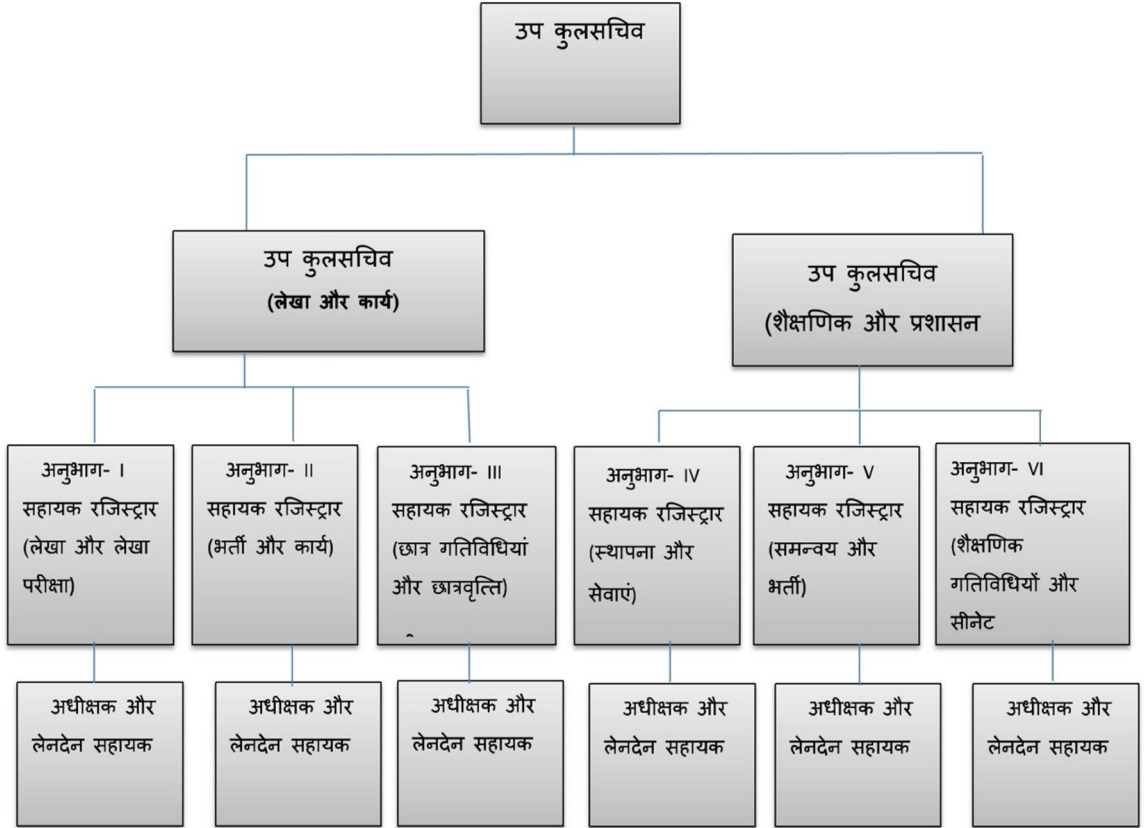 उप कुलसचिव
उप कुलसचिव
(लेखा और कार्य)
उप कुलसचिव
(शैक्षणिक और प्रशासन
अनुभाग- I
सहायक रजिस्ट्रार
(लेखा और लेखा
परीक्षा)
अनुभाग- II
सहायक रजिस्ट्रार
(भर्ती और कार्य)
अनुभाग- III
सहायक रजिस्ट्रार
(छात्र गतिविधियां
और छात्रवृत्ति)
अनुभाग- IV
सहायक रजिस्ट्रार
(स्थापना और
सेवाएं)
अनुभाग- V
सहायक रजिस्ट्रार
(समन्वय और
भर्ती)
अनुभाग- VI
सहायक रजिस्ट्रार
(शैक्षणिक
गतिविधियों और
सीनेट
अधीक्षक और
लेनदेन सहायक
अधीक्षक और
लेनदेन सहायक
अधीक्षक और
लेनदेन सहायक
अधीक्षक और
लेनदेन सहायक
अधीक्षक और
लेनदेन सहायक
अधीक्षक और
लेनदेन सहायक